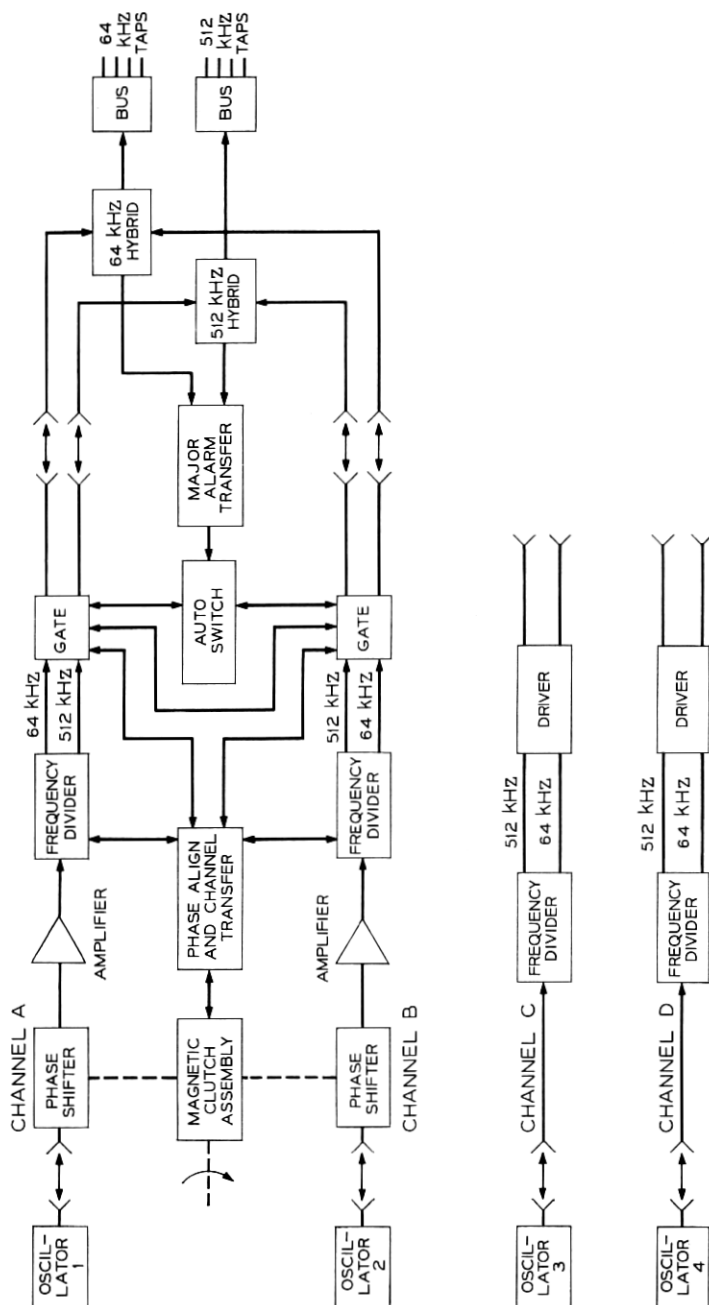 CHANNEL A
OSCIL-
LATOR
1
PHASE
SHIFTER
AMPLIFIER
FREQUENCY
DIVIDER
64 kHz
512 kHz
GATE
64 kHz
HYBRID
BUS
64
kHz
TAPS
512 kHz
HYBRID
BUS
512
kHz
TAPS
MAGNETIC
CLUTCH
ASSEMBLY
PHASE ALIGN
AND CHANNEL
TRANSFER
AUTO
SWITCH
MAJOR
ALARM
TRANSFER
OSCIL-
LATOR
2
PHASE
SHIFTER
CHANNEL B
AMPLIFIER
FREQUENCY
DIVIDER
512 kHz
64 kHz
GATE
OSCIL-
LATOR
3
CHANNEL C
FREQUENCY
DIVIDER
512 kHz
64 kHz
DRIVER
OSCIL-
LATOR
4
CHANNEL D
FREQUENCY
DIVIDER
512 kHz
64 kHz
DRIVER